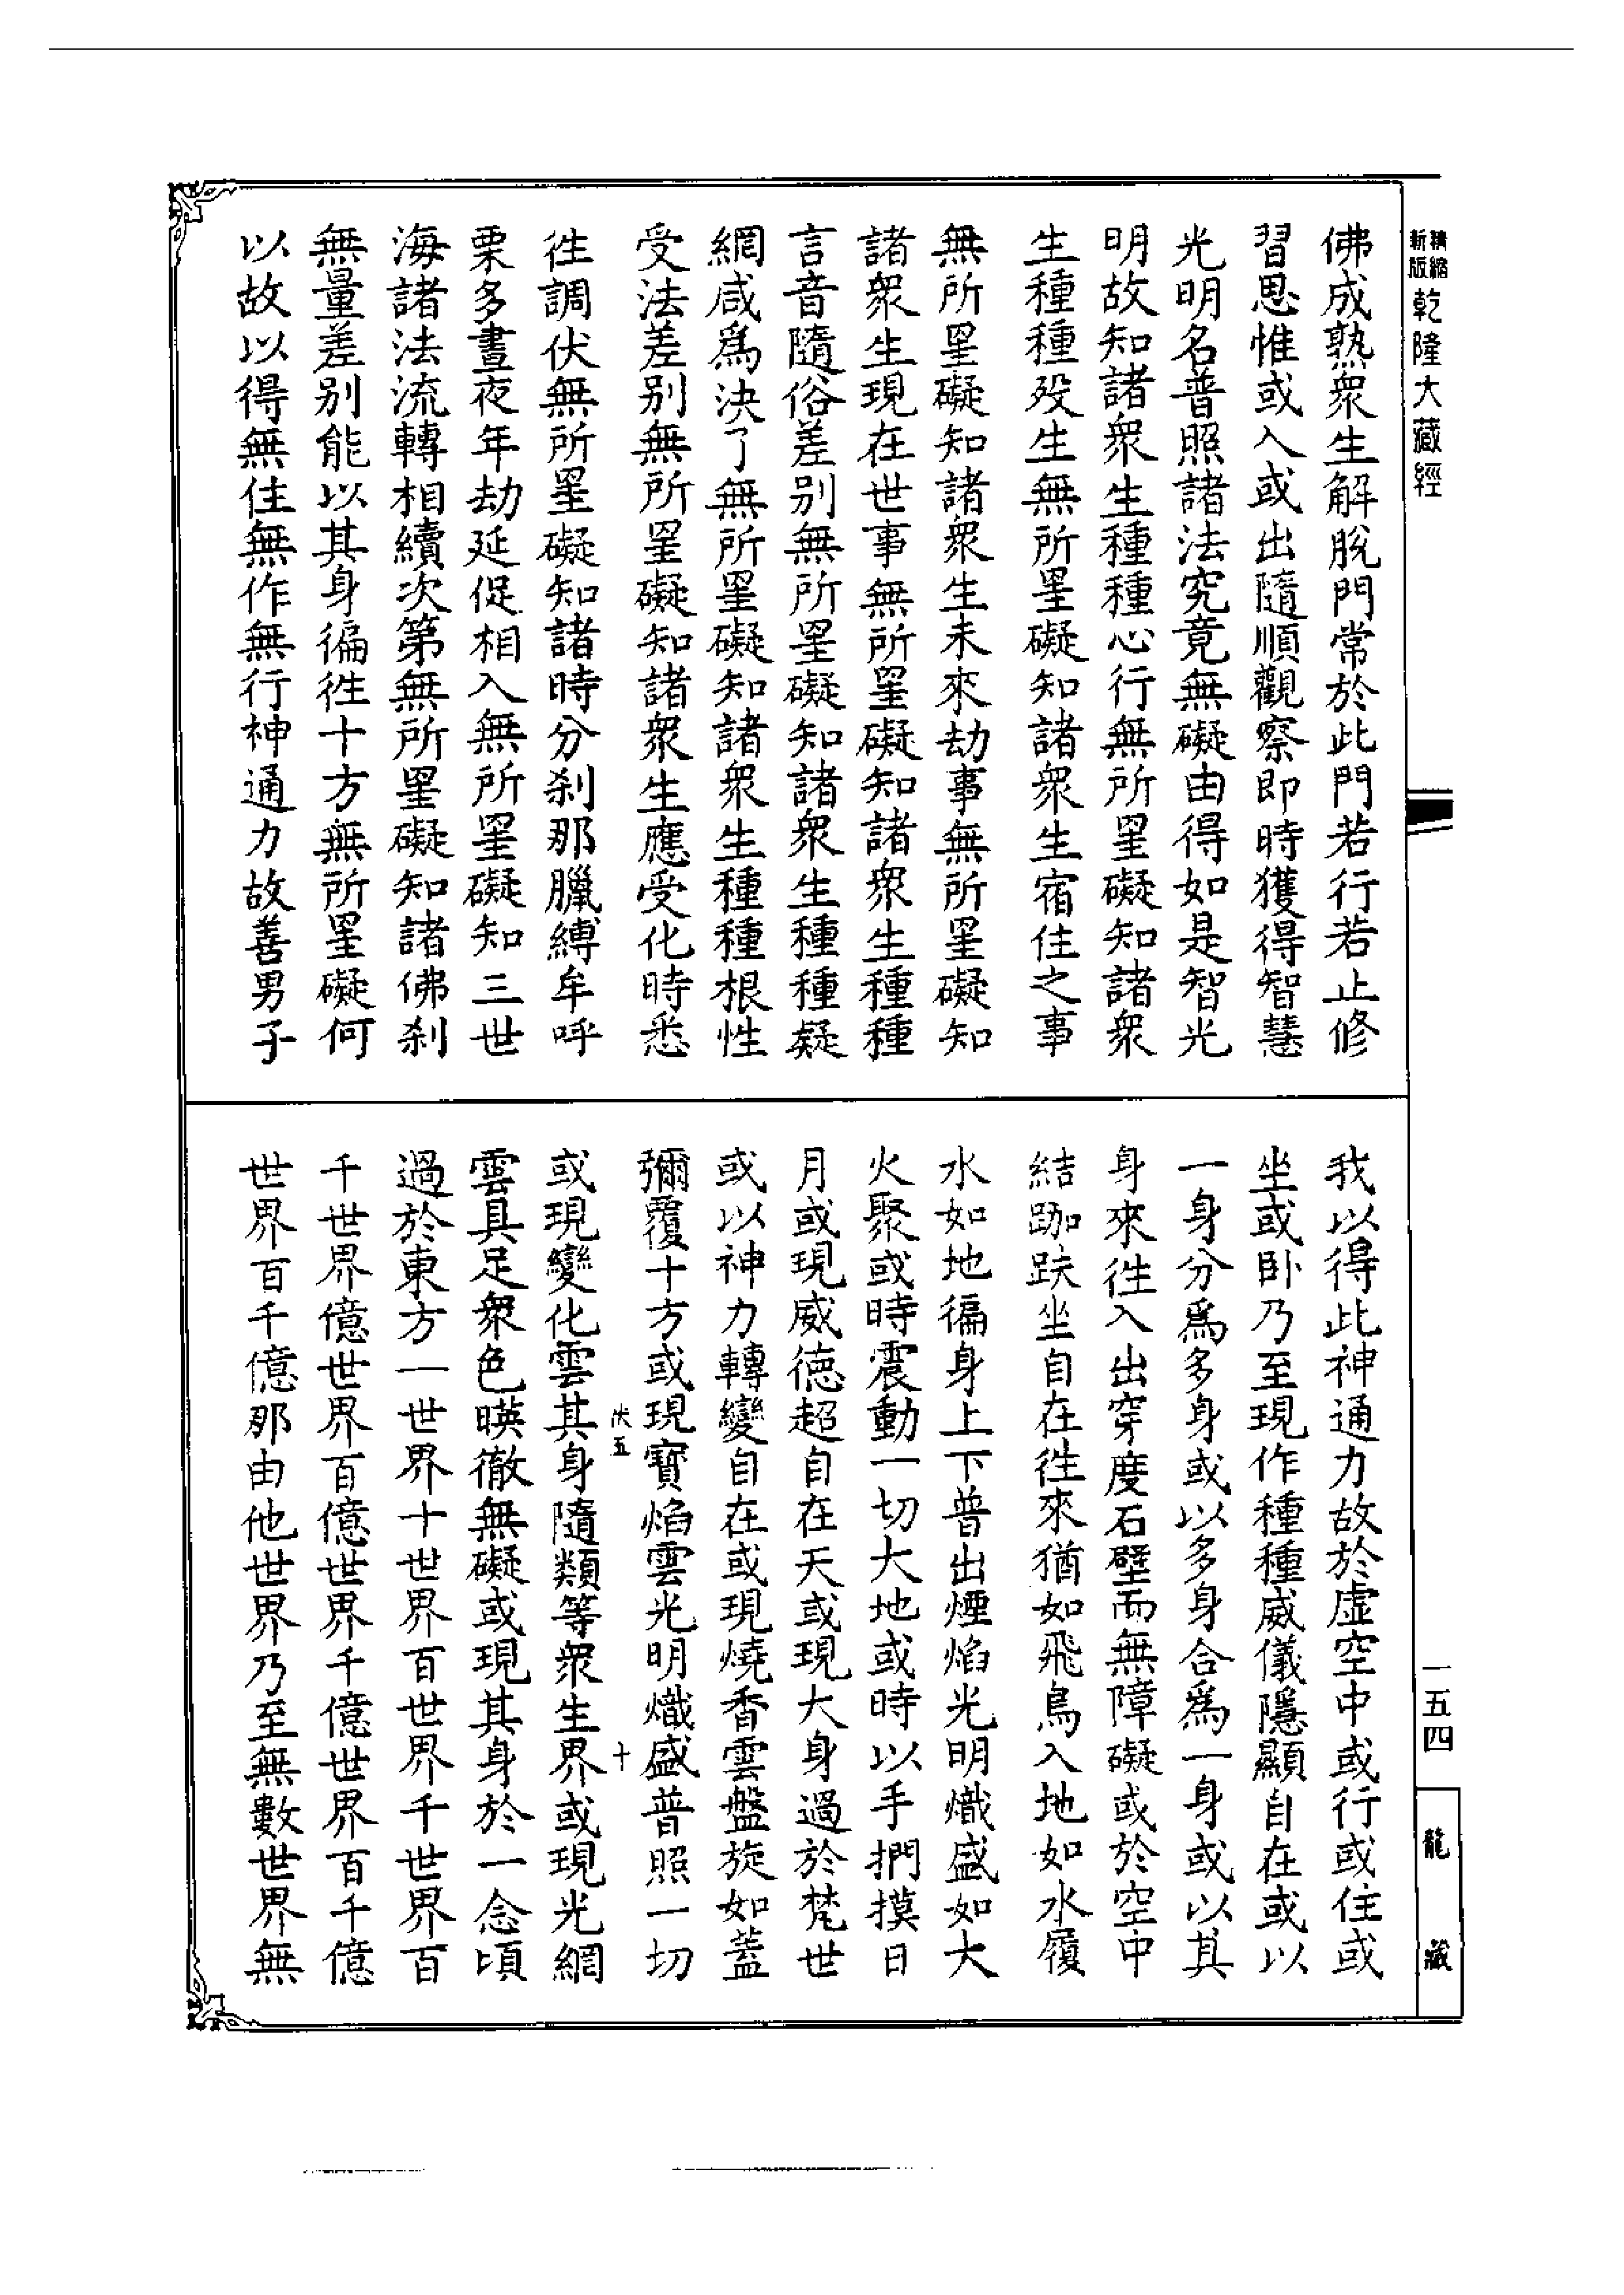 精縮
新版
乾隆大藏經
一五四
龍藏
佛成熟衆生解脫門常於此門若行若止修
習思惟或入或出隨順觀察即時獲得智慧
光明名普照諸法究竟無礙由得如是智光
明故知諸衆生種種心行無所罣礙知諸衆
生種種歿生無所罣礙知諸衆生宿住之事
無所罣礙知諸衆生未來劫事無所罣礙知
諸衆生現在世事無所罣礙知諸衆生種種
言音隨俗差別無所罣礙知諸衆生種種疑
網咸爲決了無所罣礙知諸衆生種種根性
受法差別無所罣礙知諸衆生應受化時悉
徃調伏無所罣礙知諸時分剎那臘縛牟呼
栗多晝夜年劫延促相入無所罣礙知三世
海諸法流轉相續次第無所罣礙知諸佛剎
無量差別能以其身徧徃十方無所罣礙何
以故以得無住無作無行神通力故善男子
我以得此神通力故於虛空中或行或住或
坐或卧乃至現作種種威儀隱顯自在或以
一身分爲多身或以多身合爲一身或以其
身來徃入出穿度石壁而無障礙或於空中
結跏趺坐自在徃來猶如飛鳥入地如水履
水如地徧身上下普出煙焰光明熾盛如大
火聚或時震動一切大地或時以手捫摸日
月或現威德超自在天或現大身過於梵世
或以神力轉變自在或現燒香雲盤旋如蓋
彌覆十方或現寶焰雲光明熾盛普照一切
或現變化雲其身隨類等衆生界或現光網
雲具足衆色暎徹無礙或現其身於一念頃
過於東方一世界十世界百世界千世界百
千世界億世界百億世界千億世界百千億
世界百千億那由他世界乃至無數世界無
五
十